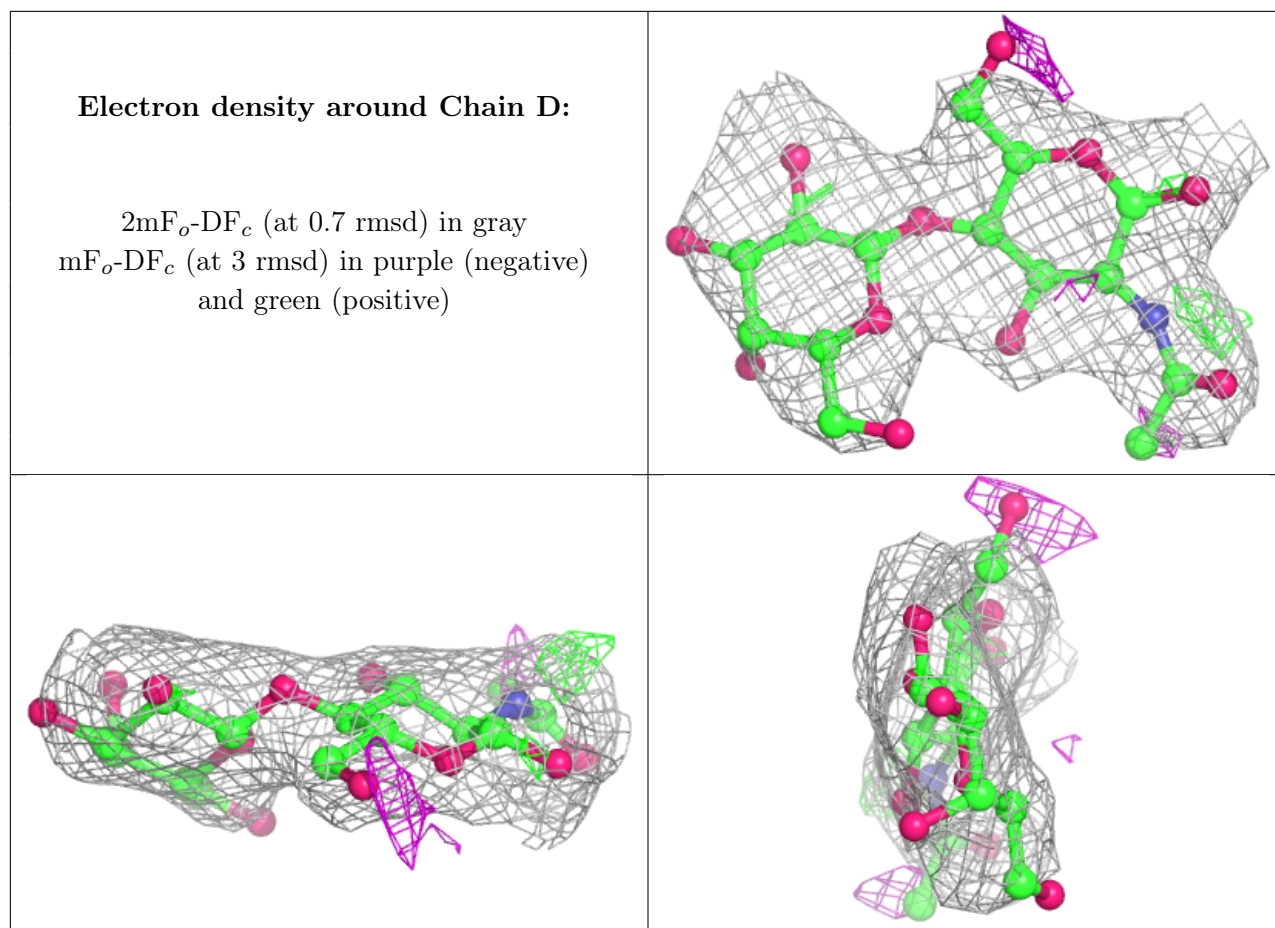 Electron density around Chain D:
2mFo-DFc (at 0.7 rmsd) in gray
mFo-DFc (at 3 rmsd) in purple (negative)
and green (positive)